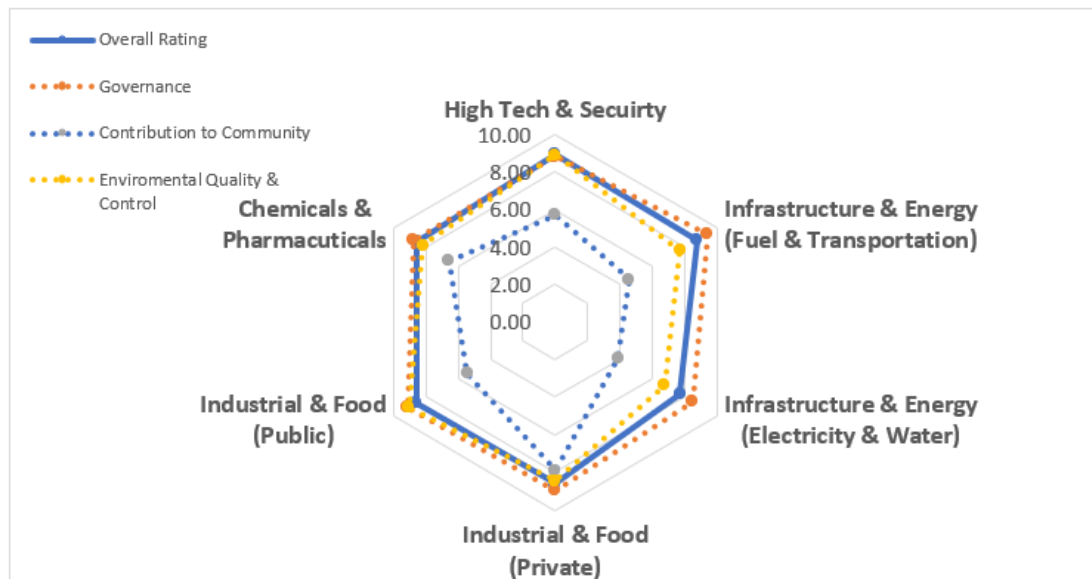 Overall Rating
Governance
Contribution to Community
Enviromental Quality &
Control
High Tech & Secuirty
10.00
8.00
6.00
4.00
2.00
0.00
Chemicals &
Pharmacuticals
Infrastructure & Energy
(Fuel & Transportation)
Industrial & Food
(Public)
Infrastructure & Energy
(Electricity & Water)
Industrial & Food
(Private)